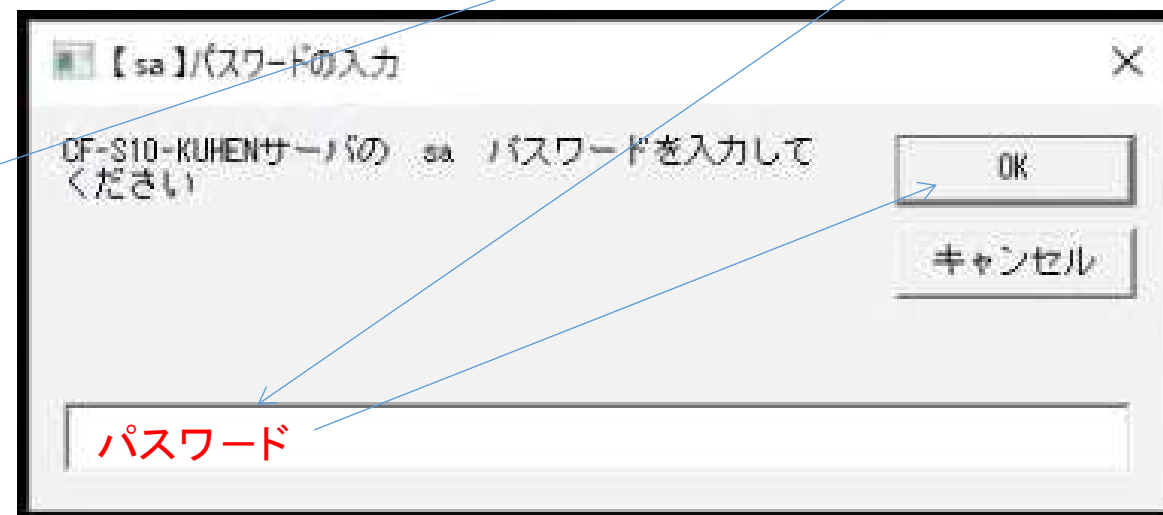 【sa】パスワードの入力
CF-S10-KUHENサーバの sa パスワードを入力して
ください
OK
キャンセル
パスワード